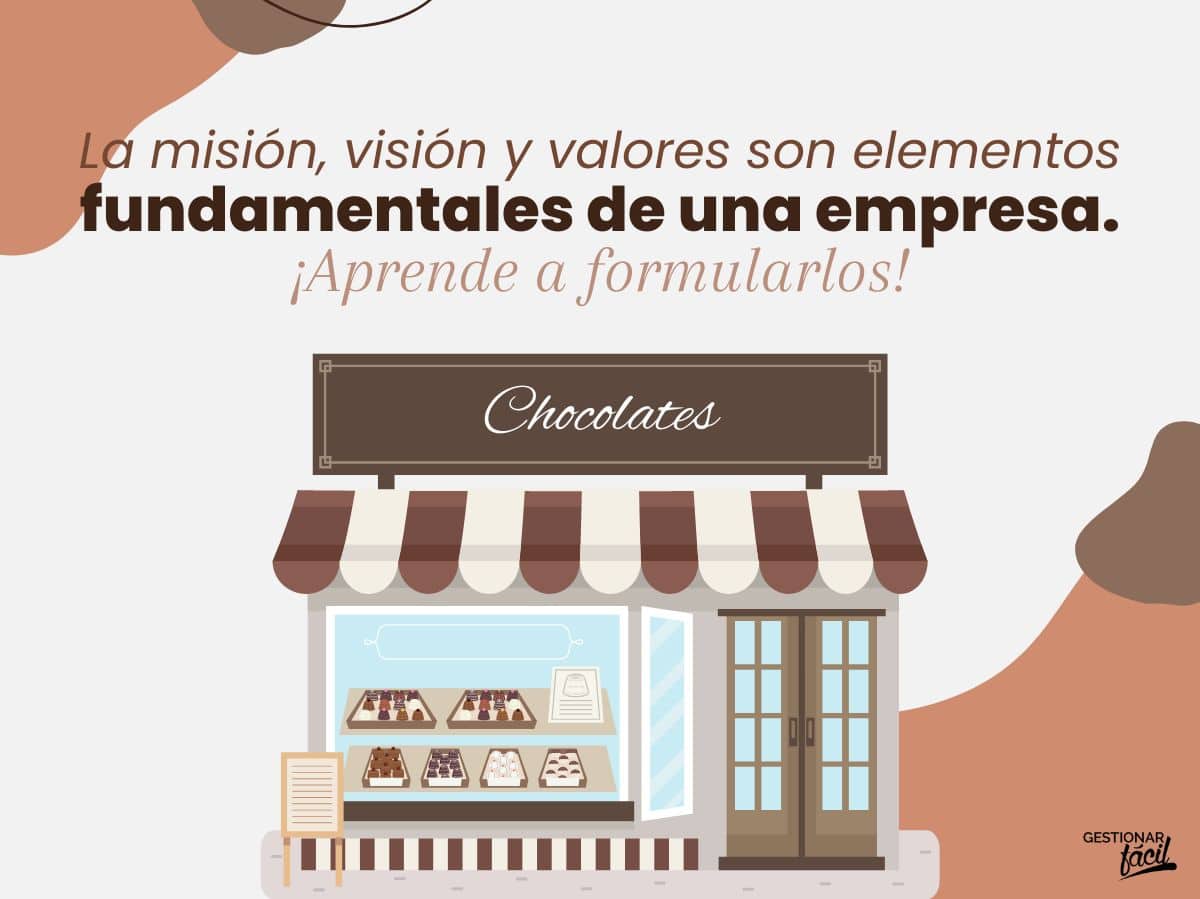 La misión, visión y valores son elementos
fundamentales de una empresa.
¡Aprende a formularlos!
Chocolates
GESTIONAR
fácil